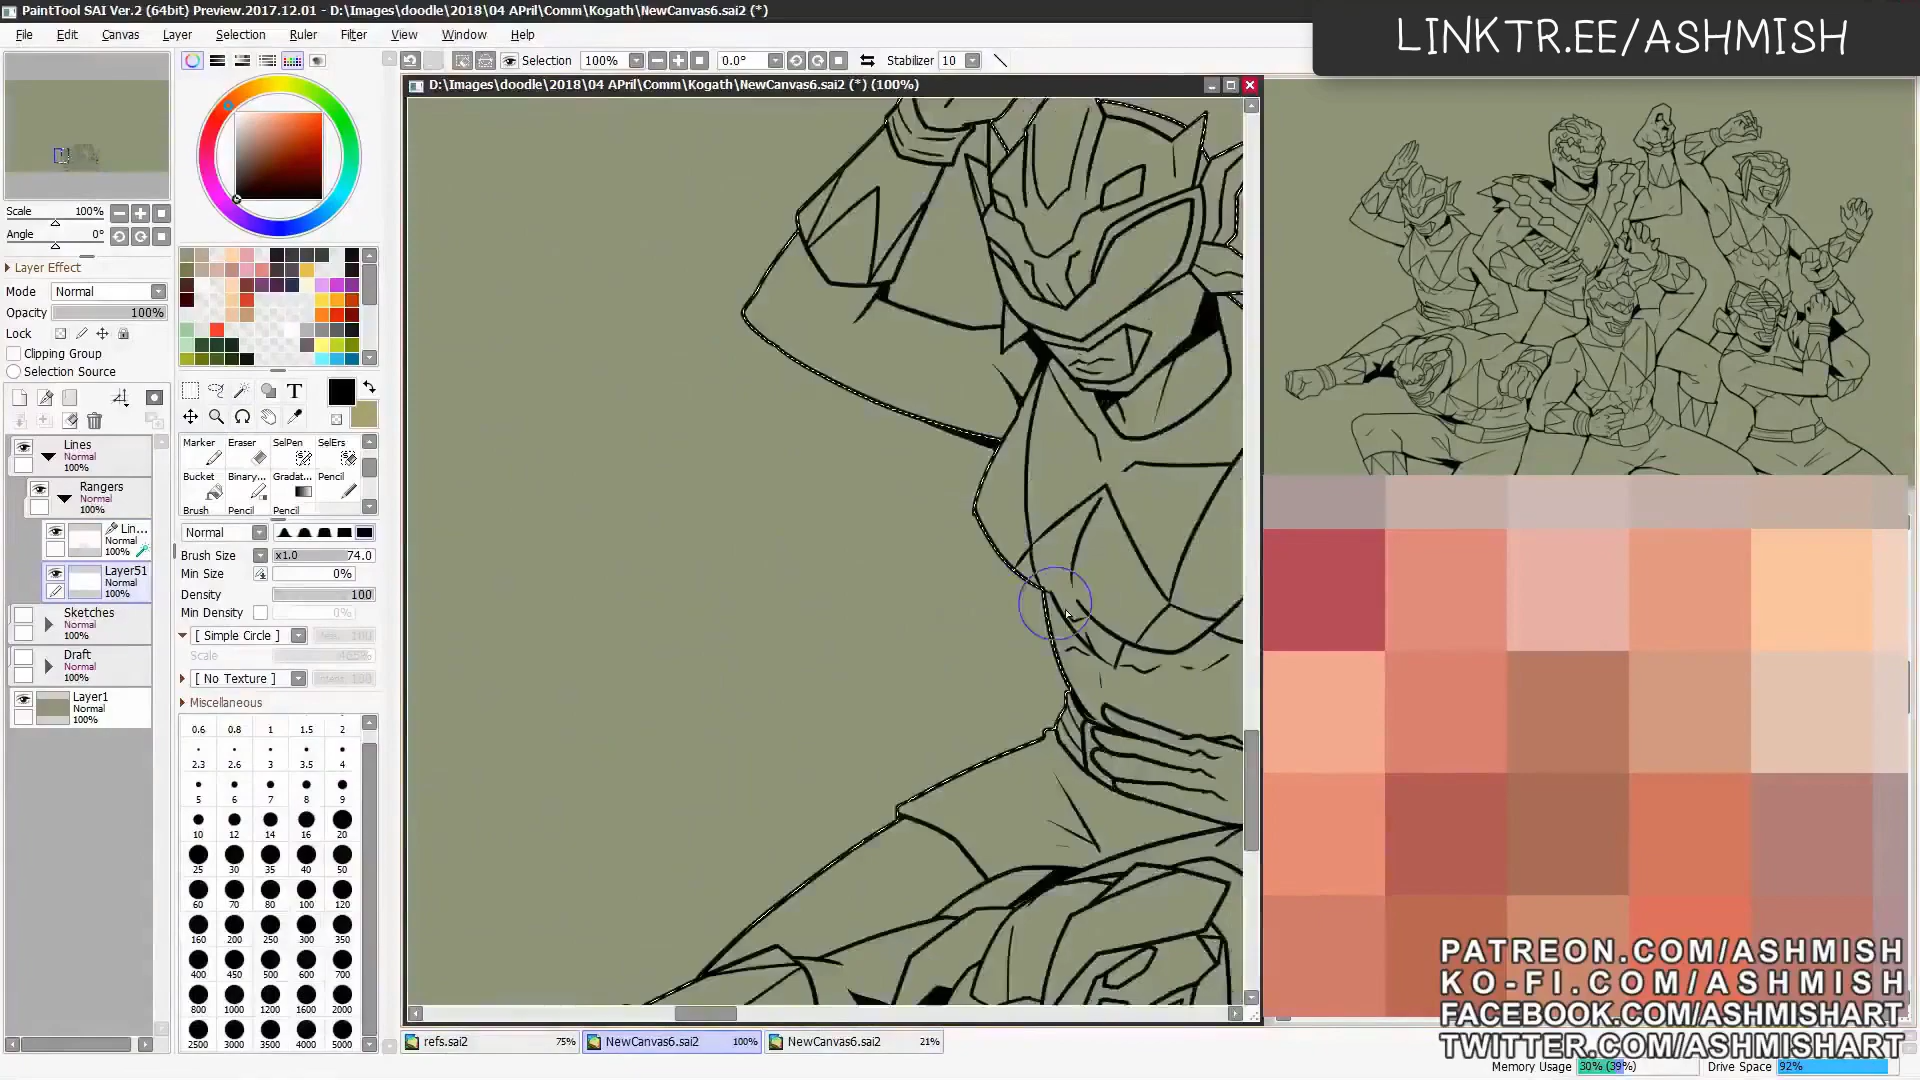 PaintTool SAI Ver.2 (64bit) Preview.2017.12.01 - D:\Images\doodle\2018\04 APril\Comm\Kogath\NewCanvas6.sai2 (*)
LINKTR.EE/ASHMISH
File Edit Canvas Layer Selection Ruler Filter View Window Help
Selection 100% 0.0° Stabilizer 10
D:\Images\doodle\2018\04 APril\Comm\Kogath\NewCanvas6.sai2 (*) (100%)
Scale 100%
Angle 0°
Layer Effect
Mode Normal
Opacity 100%
Lock
Clipping Group
Selection Source
T
Marker Eraser SelPen SelErs
Bucket Binary... Gradat... Pencil
Brush Pencil Pencil
Lines
Normal
100%
Rangers
Normal
100%
Lin...
Normal
100%
Layer51
Normal
100%
Sketches
Normal
100%
Draft
Normal
100%
Layer1
Normal
100%
Normal
Brush Size x1.0 74.0
Min Size 0%
Density 100
Min Density 0%
[ Simple Circle ]
Scale
[ No Texture ]
Miscellaneous
0.6 0.8 1 1.5 2
2.3 2.6 3 3.5 4
5 6 7 8 9
10 12 14 16 20
25 30 35 40 50
60 70 80 100 120
160 200 250 300 350
400 450 500 600 700
800 1000 1200 1600 2000
2500 3000 3500 4000 5000
refs.sai2 75% NewCanvas6.sai2 100% NewCanvas6.sai2 21%
PATREON.COM/ASHMISH
KO-FI.COM/ASHMISH
FACEBOOK.COM/ASHMISHART
TWITTER.COM/ASHMISHART
Memory Usage 30% (39%) Drive Space 92%